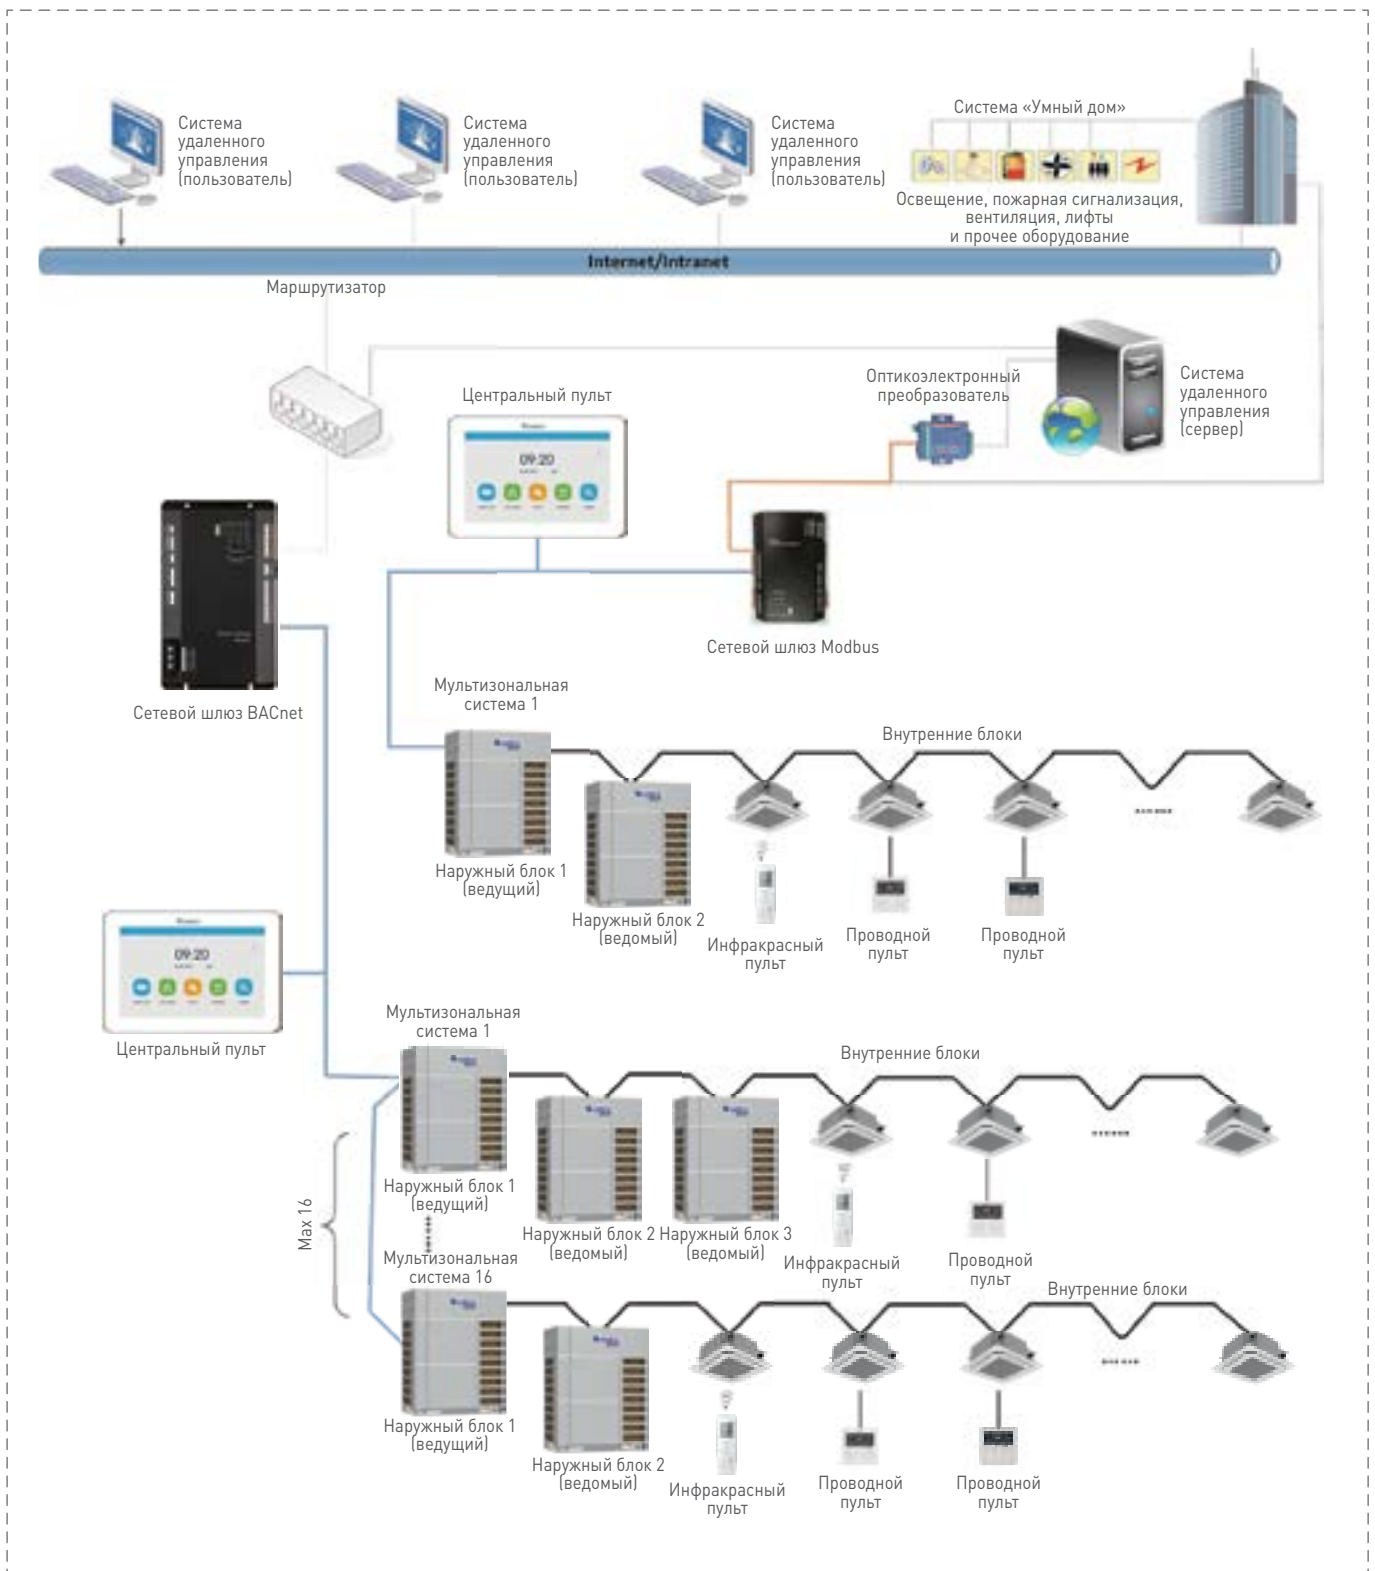 Система
удаленного
управления
(пользователь)
Система
удаленного
управления
(пользователь)
Система
удаленного
управления
(пользователь)
Система «Умный дом»
Освещение, пожарная сигнализация,
вентиляция, лифты
и прочее оборудование
Internet/Intranet
Маршрутизатор
Центральный пульт
09:20
Оптикоэлектронный
преобразователь
Система
удаленного
управления
(сервер)
Сетевой шлюз Modbus
Сетевой шлюз BACnet
Мультизональная
система 1
Внутренние блоки
Наружный блок 1
(ведущий)
Наружный блок 2
(ведомый)
Инфракрасный
пульт
Проводной
пульт
Проводной
пульт
09:20
Центральный пульт
Мультизональная
система 1
Внутренние блоки
Наружный блок 1
(ведущий)
Наружный блок 2
(ведомый)
Наружный блок 3
(ведомый)
Инфракрасный
пульт
Проводной
пульт
Max 16
Мультизональная
система 16
Внутренние блоки
Наружный блок 1
(ведущий)
Наружный блок 2
(ведомый)
Инфракрасный
пульт
Проводной
пульт
Проводной
пульт